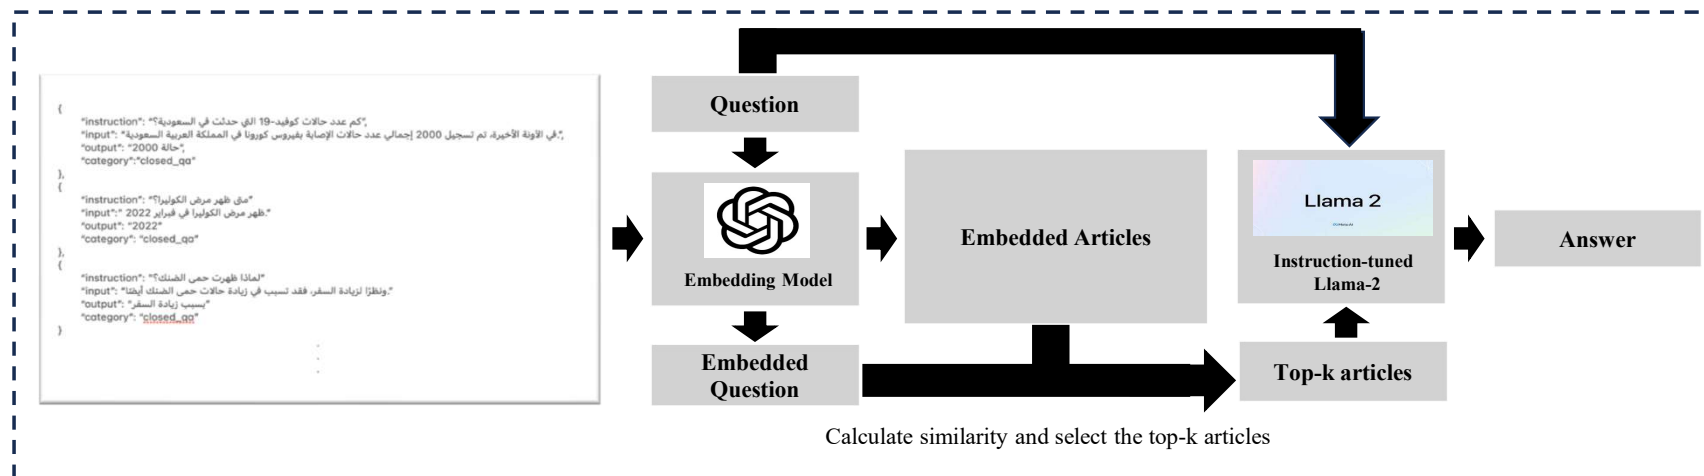 {
"instruction": "كم عدد حالات كوفيد-19 التي حدثت في السعودية؟",
"input": "في الآونة الأخيرة، تم تسجيل 2000 إجمالي عدد حالات الإصابة بفيروس كورونا في المملكة العربية السعودية.",
"output": "2000 حالة",
"category":"closed_qa"
},
{
"instruction": "متى ظهر مرض الكوليرا؟"
"input":" ظهر مرض الكوليرا في فبراير 2022."
"output": "2022"
"category": "closed_qa"
},
{
"instruction": "لماذا ظهرت حمى الضنك؟"
"input": "ونظرًا لزيادة السفر، فقد تسبب في زيادة حالات حمى الضنك أيضًا."
"output": "بسبب زيادة السفر"
"category": "closed_qa"
}
.
.
.
Question
Embedding Model
Embedded
Question
Embedded Articles
Llama 2
Instruction-tuned
Llama-2
Top-k articles
Answer
Calculate similarity and select the top-k articles